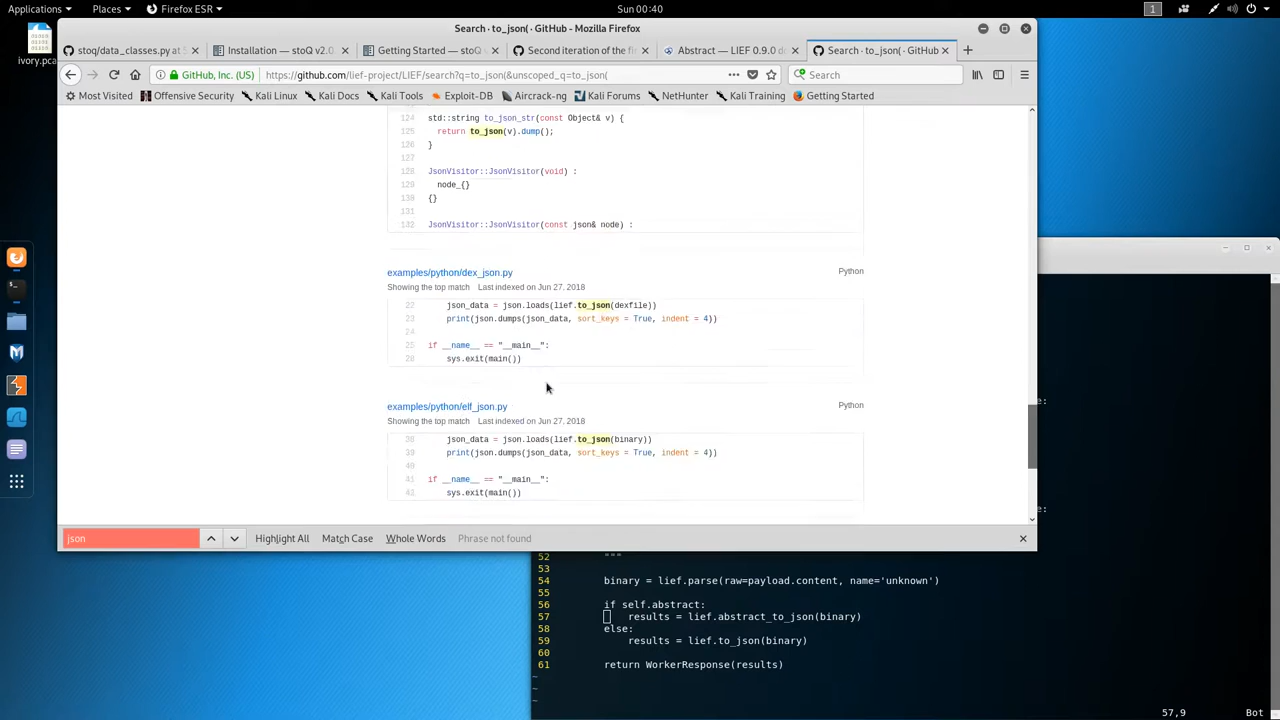 Applications Places Firefox ESR Sun 00:40 1
ivory.pca
Search · to_json( · GitHub - Mozilla Firefox
stoq/data_classes.py at s Installation — stoQ 2.0. Getting Started — sto Second iteration of the fi Abstract — LIEF 0.9.0 d Search · to_json( · GitHub
GitHub, Inc. (US) https://github.com/lief-project/LIEF/search?q=to_json(&unscoped_q=to_json( Search
Most Visited Offensive Security Kali Linux Kali Docs Kali Tools Exploit-DB Aircrack-ng Kali Forums NetHunter Kali Training Getting Started
124 std::string to_json_str(const Object& v) {
125 return to_json(v).dump();
126 }
127
128 JsonVisitor::JsonVisitor(void) :
129 node_{}
130 {}
131
132 JsonVisitor::JsonVisitor(const json& node) :
examples/python/dex_json.py Python
Showing the top match Last indexed on Jun 27, 2018
22 json_data = json.loads(lief.to_json(dexfile))
23 print(json.dumps(json_data, sort_keys = True, indent = 4))
24
25 if __name__ == "__main__":
26 sys.exit(main())
examples/python/elf_json.py Python
Showing the top match Last indexed on Jun 27, 2018
38 json_data = json.loads(lief.to_json(binary))
39 print(json.dumps(json_data, sort_keys = True, indent = 4))
40
41 if __name__ == "__main__":
42 sys.exit(main())
json Highlight All Match Case Whole Words Phrase not found
e:
e:
52 """
53
54 binary = lief.parse(raw=payload.content, name='unknown')
55
56 if self.abstract:
57 results = lief.abstract_to_json(binary)
58 else:
59 results = lief.to_json(binary)
60
61 return WorkerResponse(results)
~
~
~
57,9 Bot